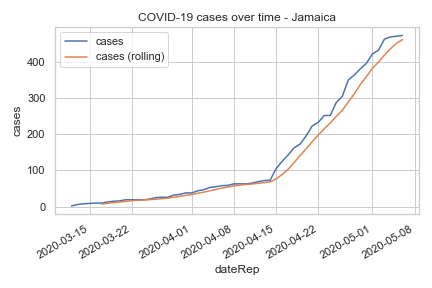 COVID-19 cases over time - Jamaica
cases
cases (rolling)
400
300
200
100
0
cases
2020-03-15
2020-03-22
2020-04-01
2020-04-08
2020-04-15
2020-04-22
2020-05-01
2020-05-08
dateRep